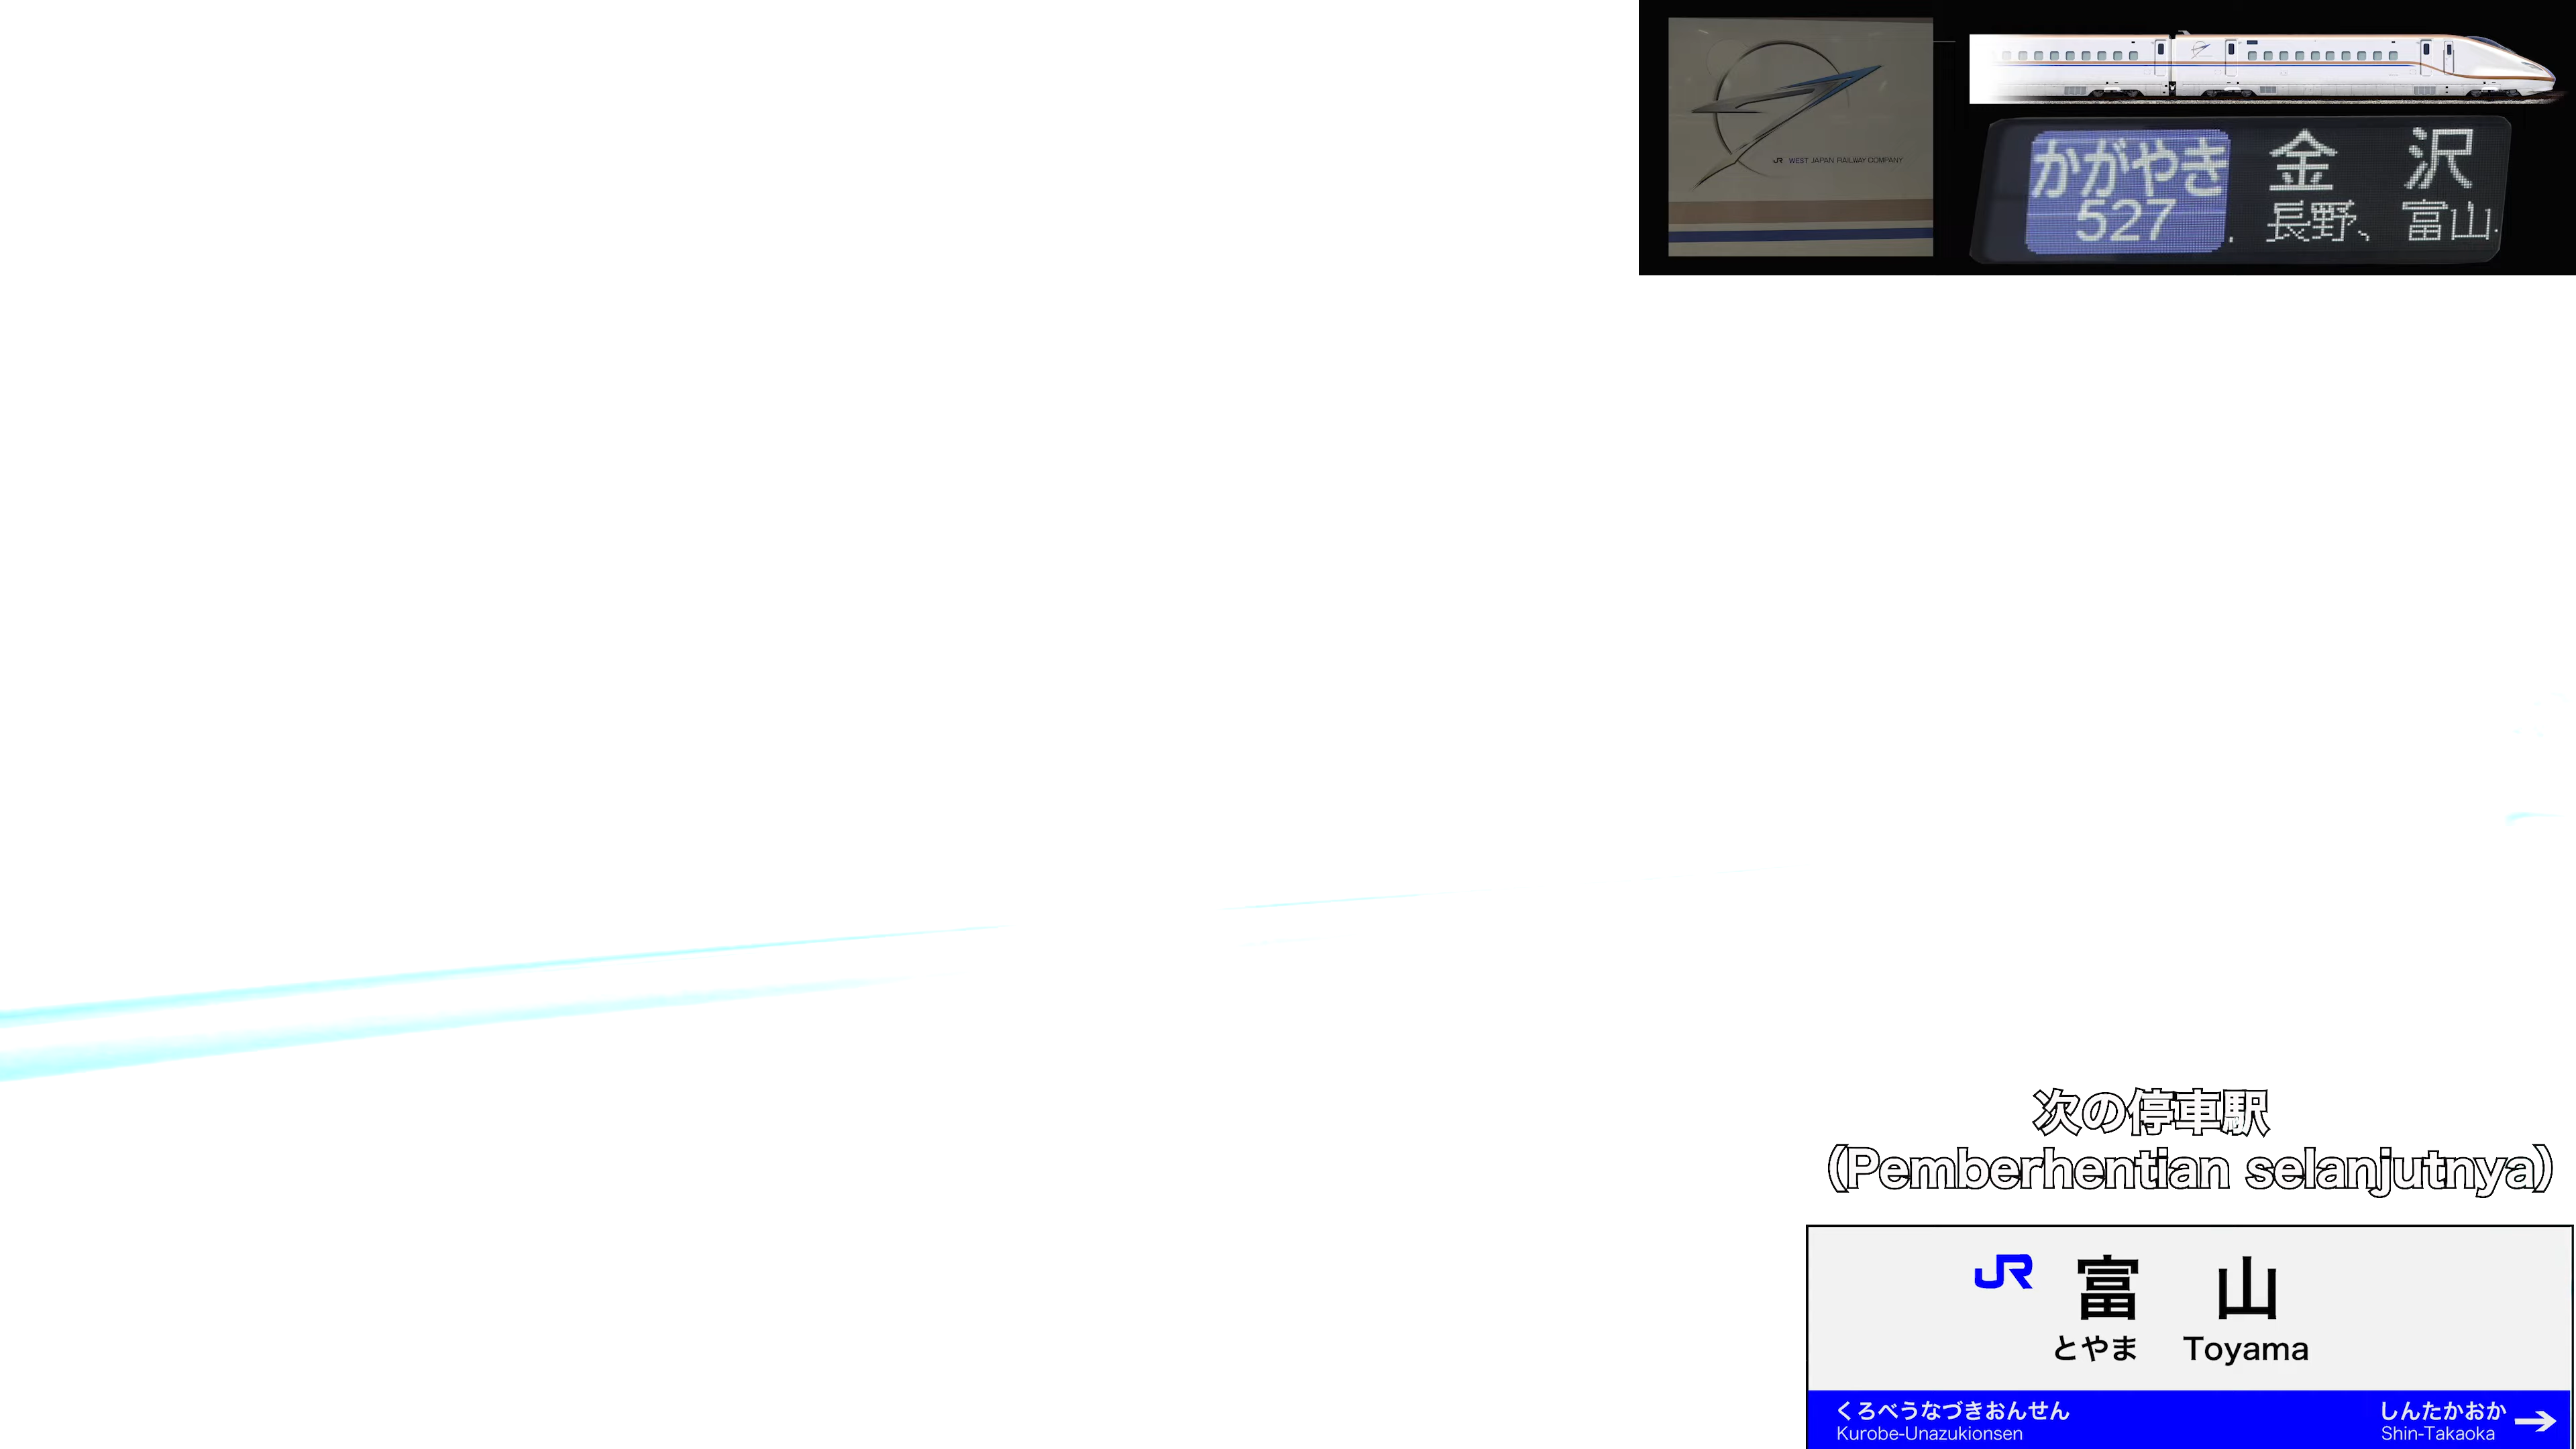 JR WEST JAPAN RAILWAY COMPANY
かがやき 金沢
527 長野、富山
次の停車駅
(Pemberhentian selanjutnya)
JR 富山
とやま Toyama
くろべうなづきおんせん しんたかおか →
Kurobe-Unazukionsen Shin-Takaoka